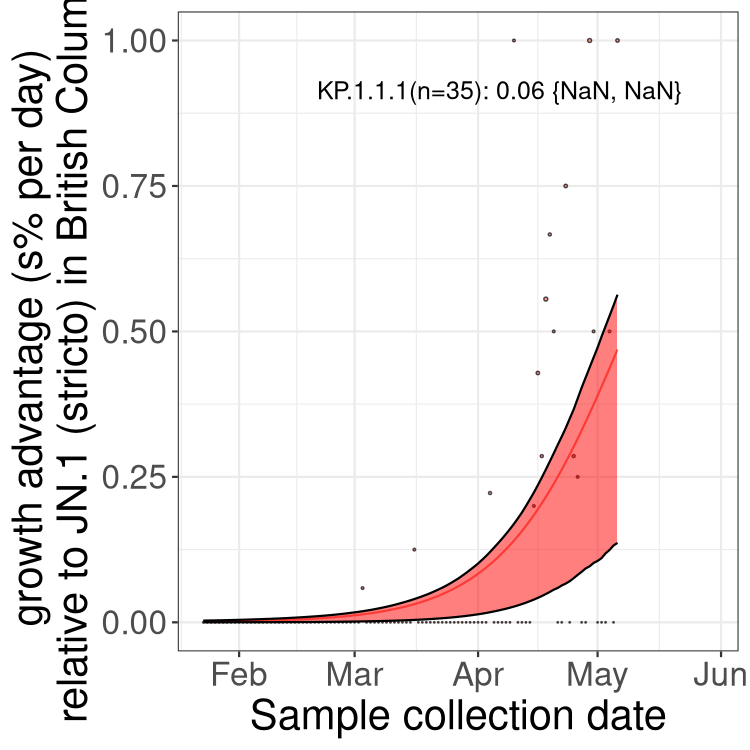 growth advantage (s% per day)
relative to JN.1 (stricto) in British Colum
1.00
0.75
0.50
0.25
0.00
KP.1.1.1(n=35): 0.06 {NaN, NaN}
Feb Mar Apr May Jun
Sample collection date